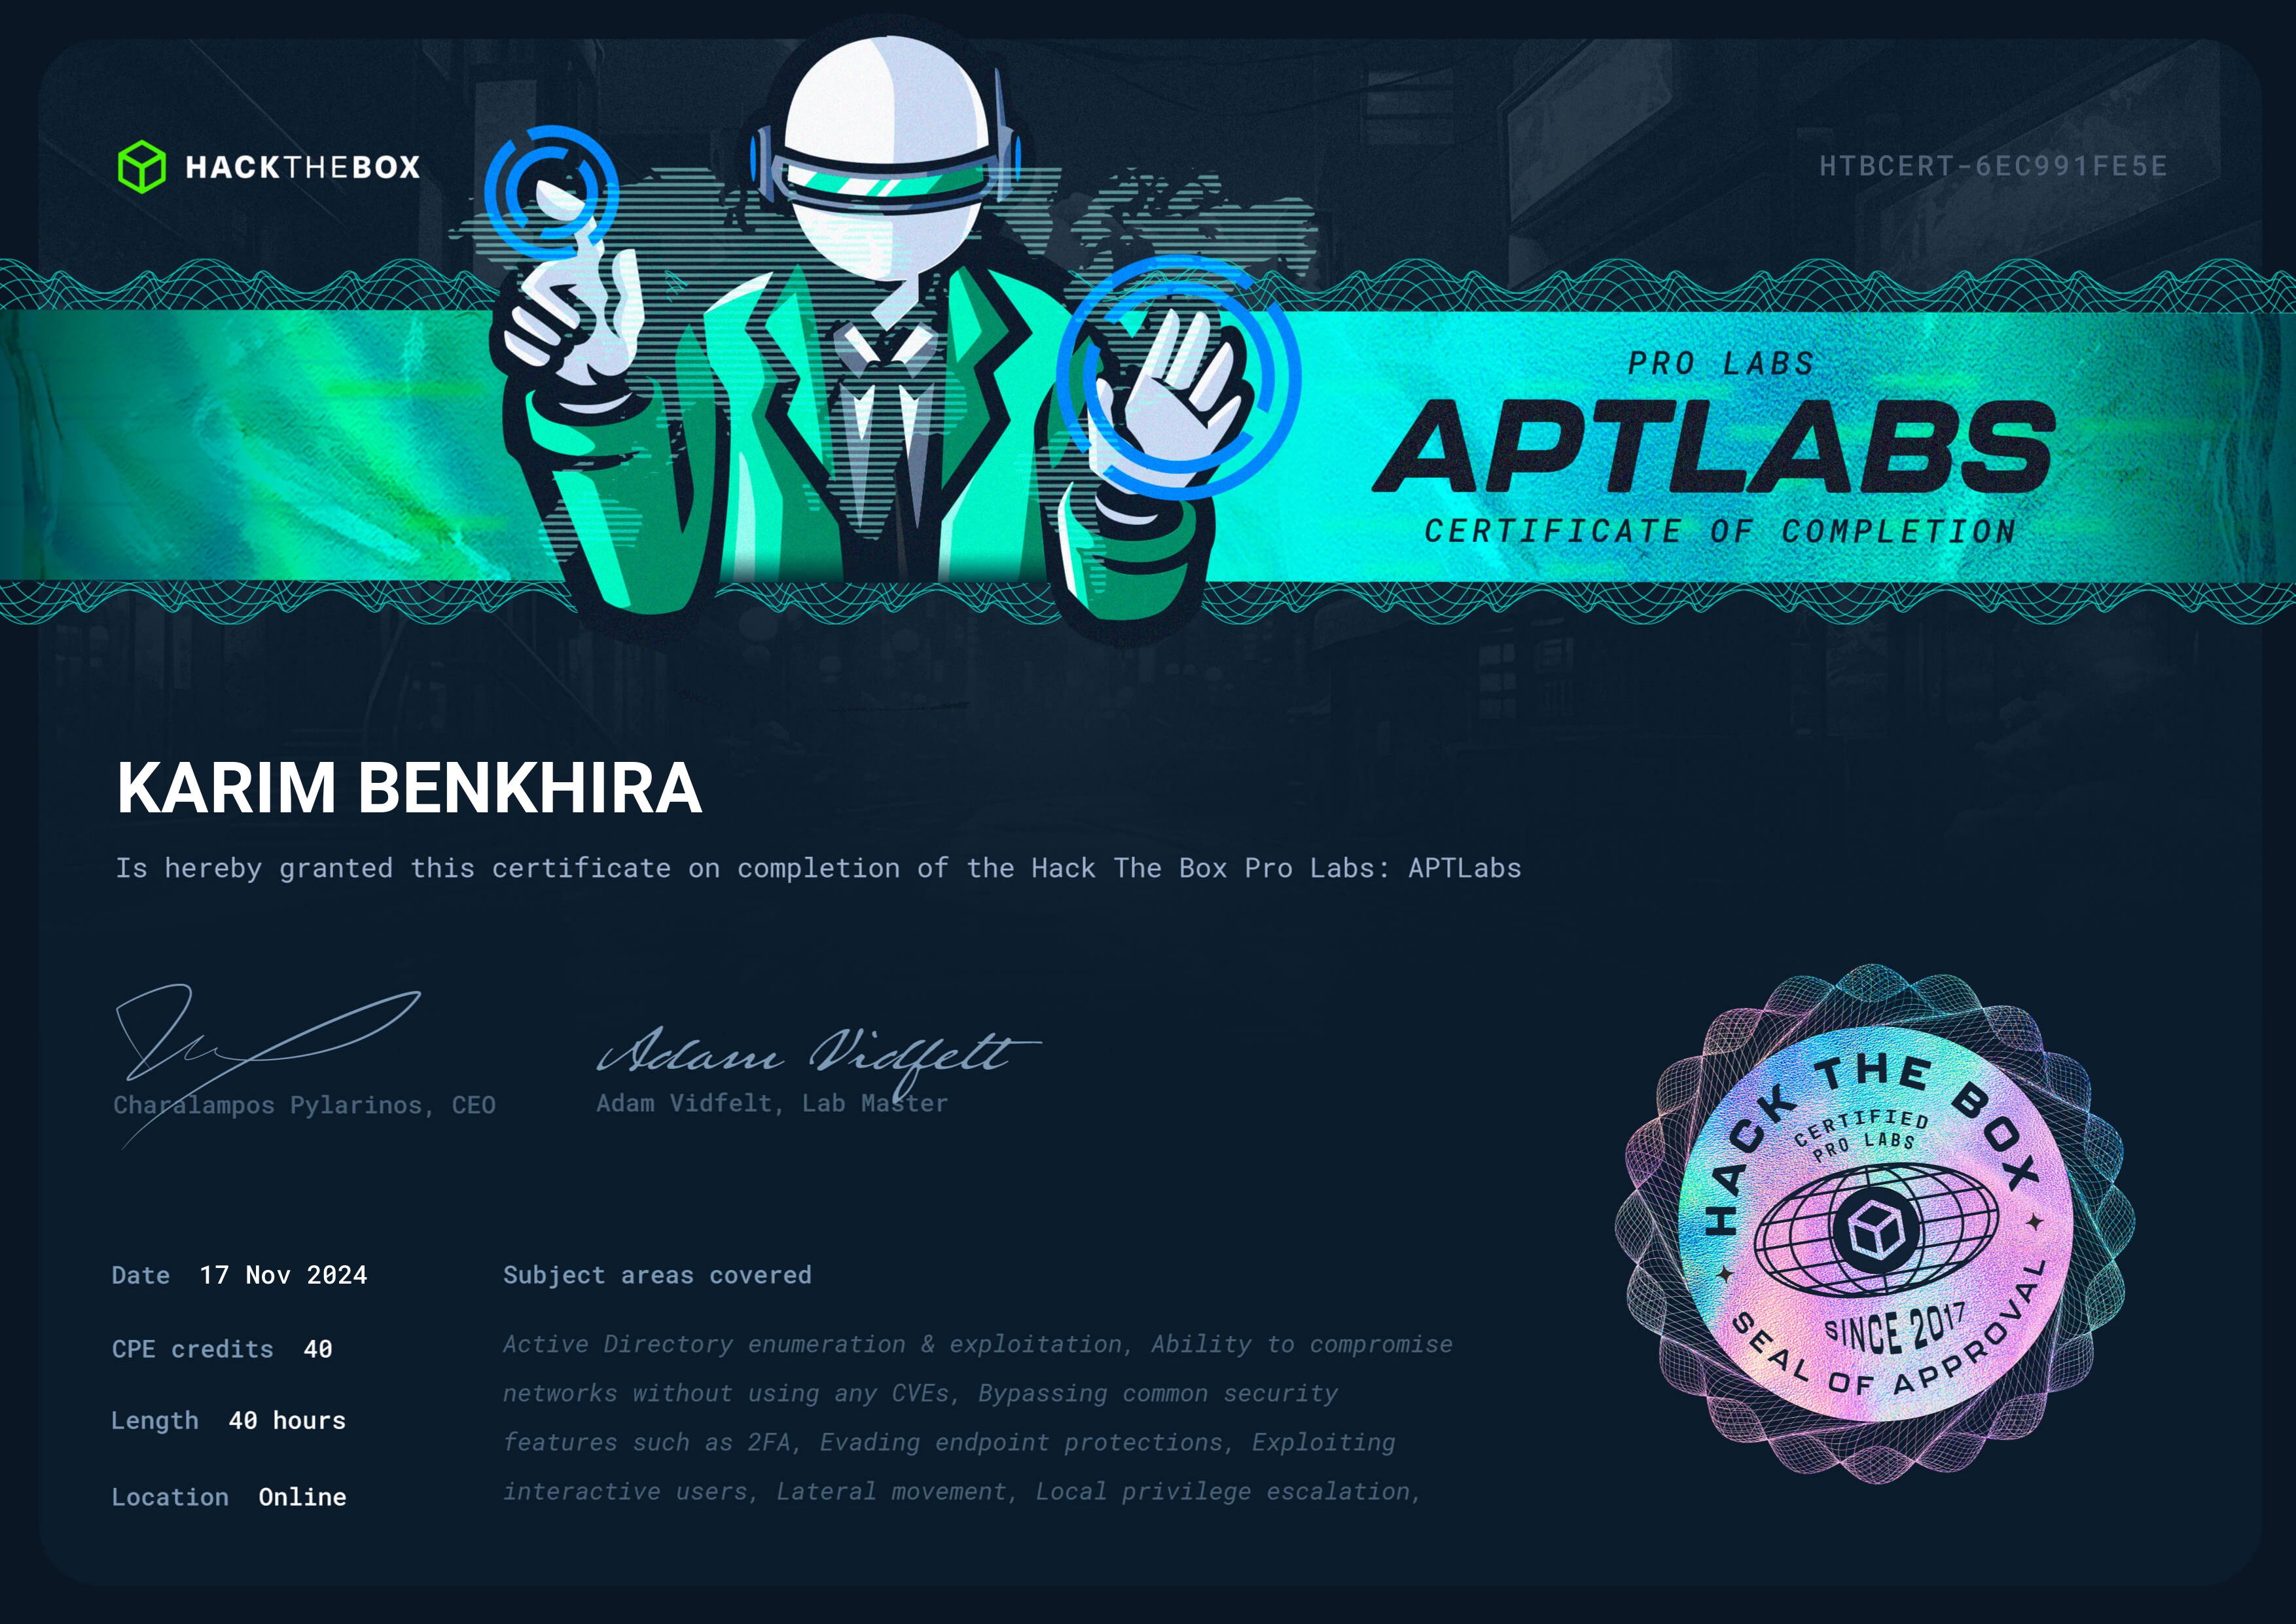 HACKTHEBOX
HTBCERT-6EC991FE5E
PRO LABS
APTLABS
CERTIFICATE OF COMPLETION
KARIM BENKHIRA
Is hereby granted this certificate on completion of the Hack The Box Pro Labs: APTLabs
Adam Vidfelt
Charalampos Pylarinos, CEO
Adam Vidfelt, Lab Master
Date 17 Nov 2024
CPE credits 40
Length 40 hours
Location Online
Subject areas covered
Active Directory enumeration & exploitation, Ability to compromise
networks without using any CVEs, Bypassing common security
features such as 2FA, Evading endpoint protections, Exploiting
interactive users, Lateral movement, Local privilege escalation,
HACK THE BOX
CERTIFIED
PRO LABS
SINCE 2017
SEAL OF APPROVAL